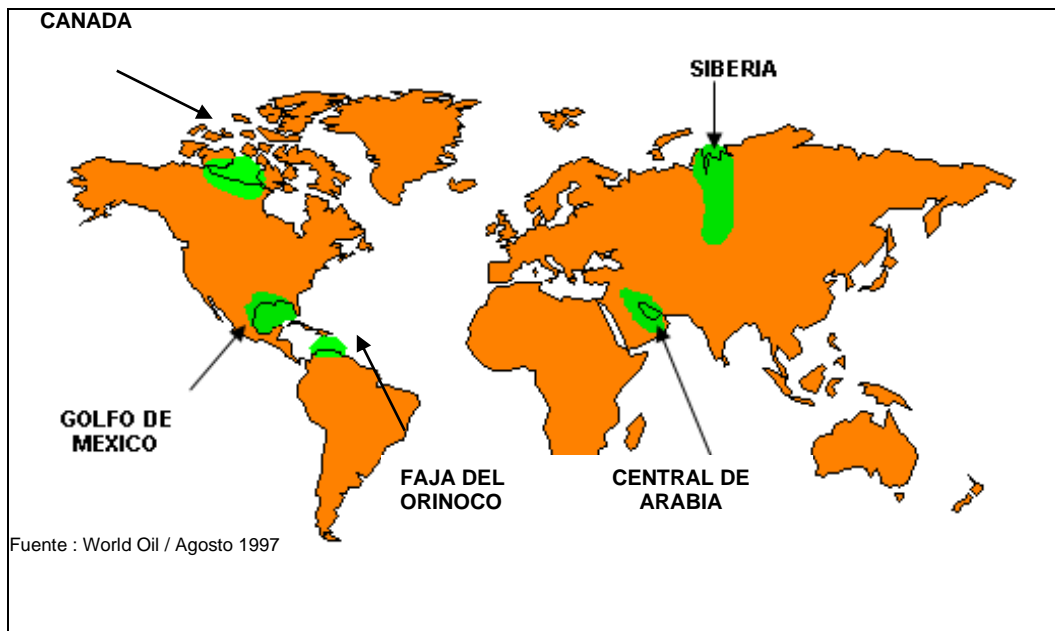 CANADA
SIBERIA
GOLFO DE
MEXICO
FAJA DEL
ORINOCO
CENTRAL DE
ARABIA
Fuente : World Oil / Agosto 1997